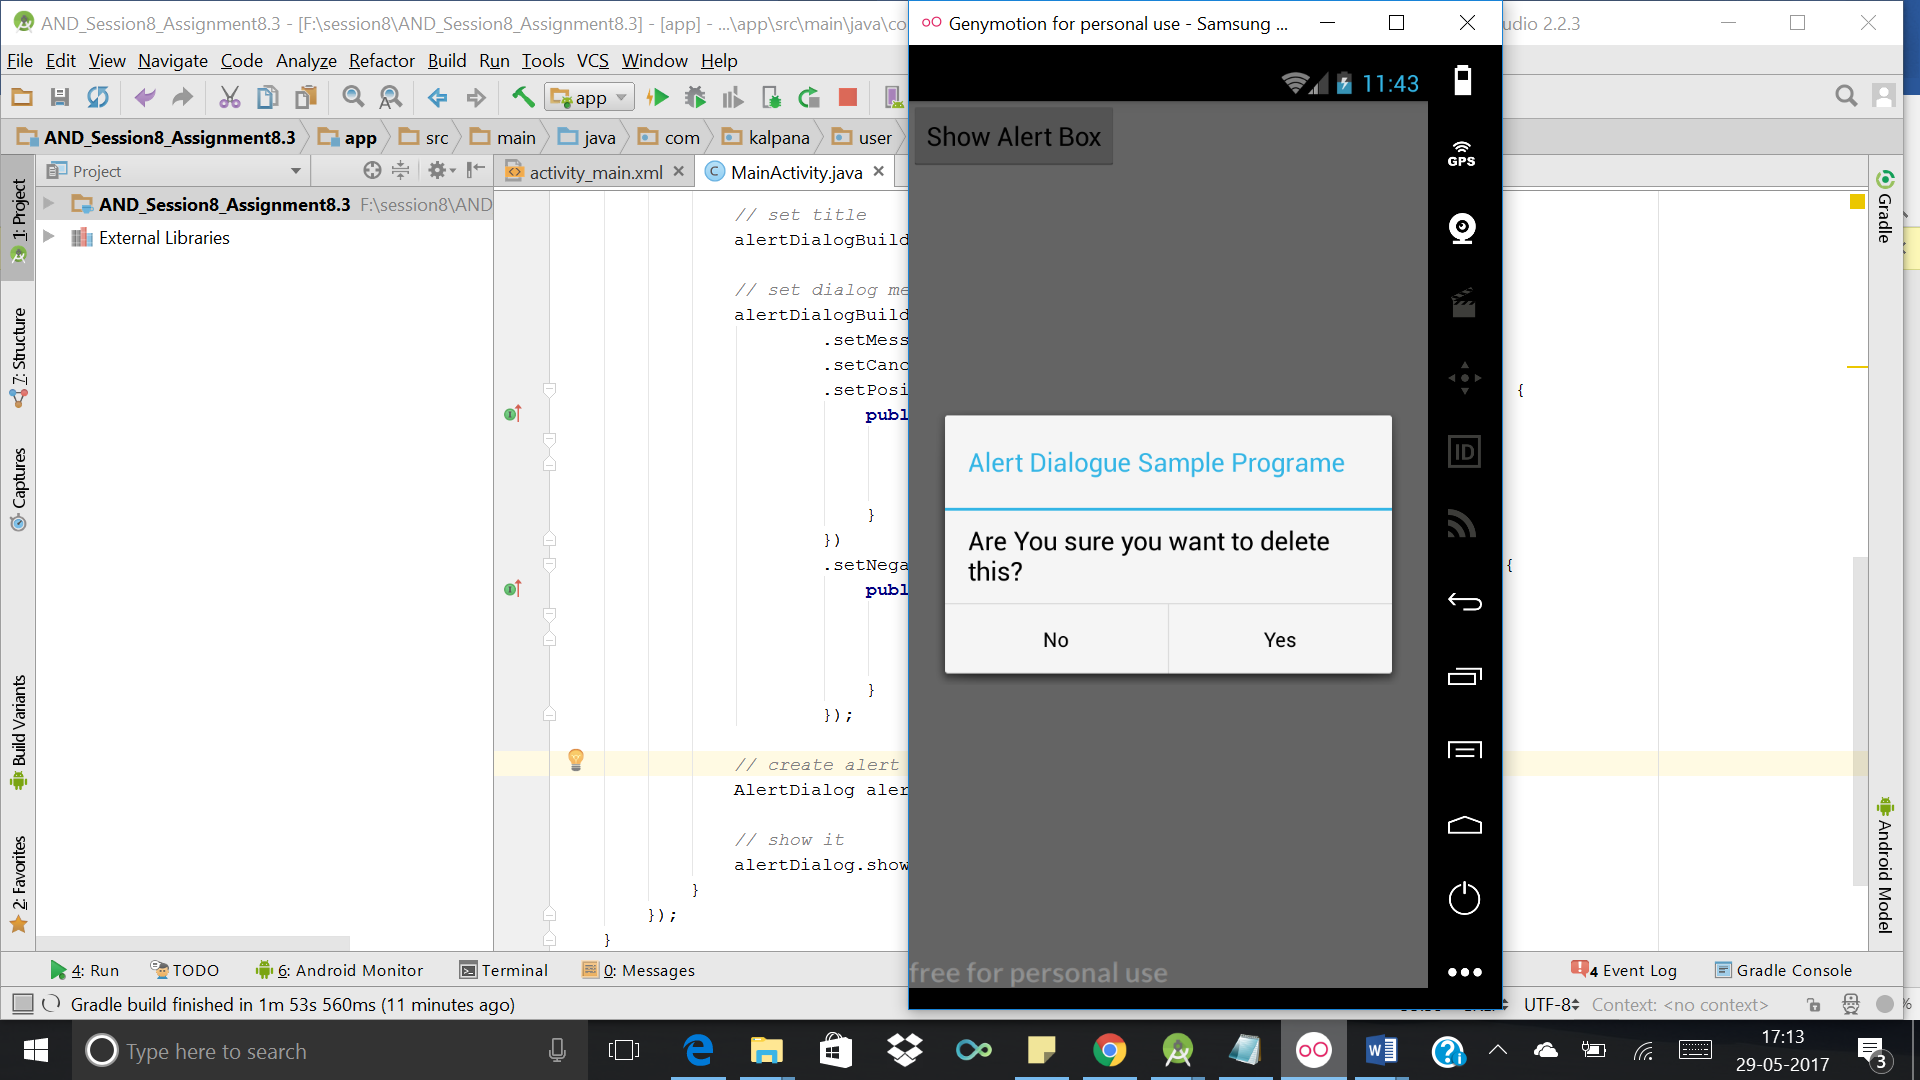 AND_Session8_Assignment8.3 - [F:\session8\AND_Session8_Assignment8.3] - [app] - ...\app\src\main\java\co
udio 2.2.3
File Edit View Navigate Code Analyze Refactor Build Run Tools VCS Window Help
app
AND_Session8_Assignment8.3 app src main java com kalpana user
Project
activity_main.xml MainActivity.java
AND_Session8_Assignment8.3 F:\session8\AND
External Libraries
1: Project
7: Structure
Captures
Build Variants
2: Favorites
// set title
alertDialogBuild
// set dialog me
alertDialogBuild
.setMess
.setCanc
.setPosi
{
publ
}
})
.setNega
{
publ
}
});
// create alert
AlertDialog aler
// show it
alertDialog.show
}
});
}
Genymotion for personal use - Samsung ...
11:43
Show Alert Box
Alert Dialogue Sample Programe
Are You sure you want to delete
this?
No Yes
free for personal use
GPS
ID
Gradle
Android Model
4: Run TODO 6: Android Monitor Terminal 0: Messages
4 Event Log Gradle Console
Gradle build finished in 1m 53s 560ms (11 minutes ago)
UTF-8 Context: <no context>
%
Type here to search
17:13
29-05-2017
3